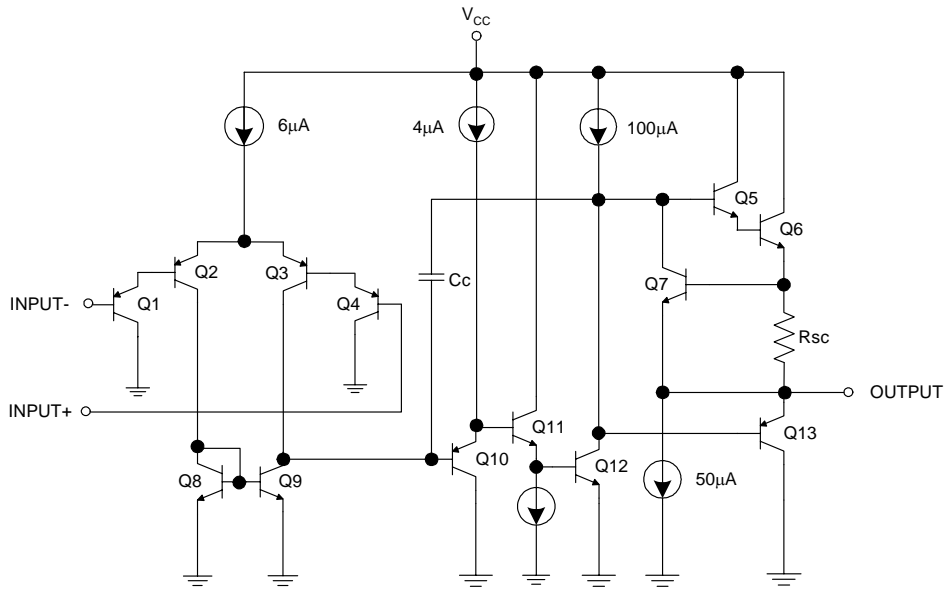 VCC
6μA
4μA
100μA
Q5
Q6
Q2
Q3
Q7
Cc
INPUT-
Q1
Q4
Rsc
OUTPUT
INPUT+
Q11
Q13
Q10
Q12
Q8
Q9
50μA